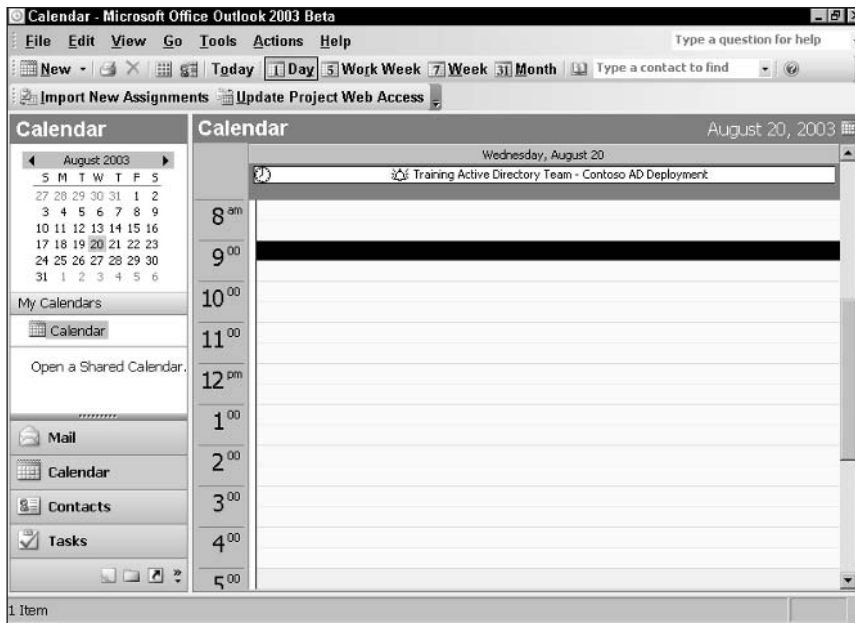 Calendar - Microsoft Office Outlook 2003 Beta
File Edit View Go Tools Actions Help Type a question for help
New Today 1 Day 5 Work Week 7 Week 31 Month Type a contact to find
Import New Assignments Update Project Web Access
Calendar
August 2003
S M T W T F S
27 28 29 30 31 1 2
3 4 5 6 7 8 9
10 11 12 13 14 15 16
17 18 19 20 21 22 23
24 25 26 27 28 29 30
31 1 2 3 4 5 6
My Calendars
Calendar
Open a Shared Calendar.
Mail
Calendar
Contacts
Tasks
Calendar August 20, 2003
Wednesday, August 20
Training Active Directory Team - Contoso AD Deployment
8 am
9 00
10 00
11 00
12 pm
1 00
2 00
3 00
4 00
5 00
1 Item